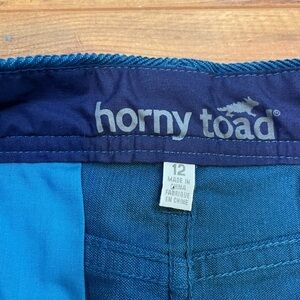 horny toad®
12
MADE IN
CHINA
FABRIQUÉ
EN CHINE